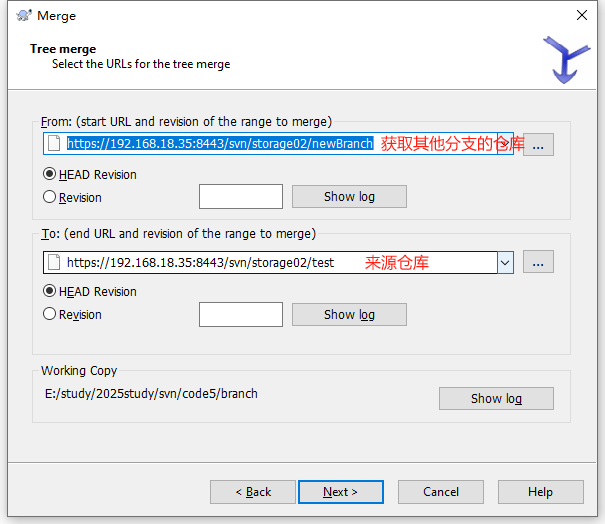 Merge
Tree merge
Select the URLs for the tree merge
From: (start URL and revision of the range to merge)
https://192.168.18.35:8443/svn/storage02/newBranch 获取其他分支的仓库 ...
HEAD Revision
Revision Show log
To: (end URL and revision of the range to merge)
https://192.168.18.35:8443/svn/storage02/test 来源仓库 ...
HEAD Revision
Revision Show log
Working Copy
E:/study/2025study/svn/code5/branch Show log
< Back Next > Cancel Help